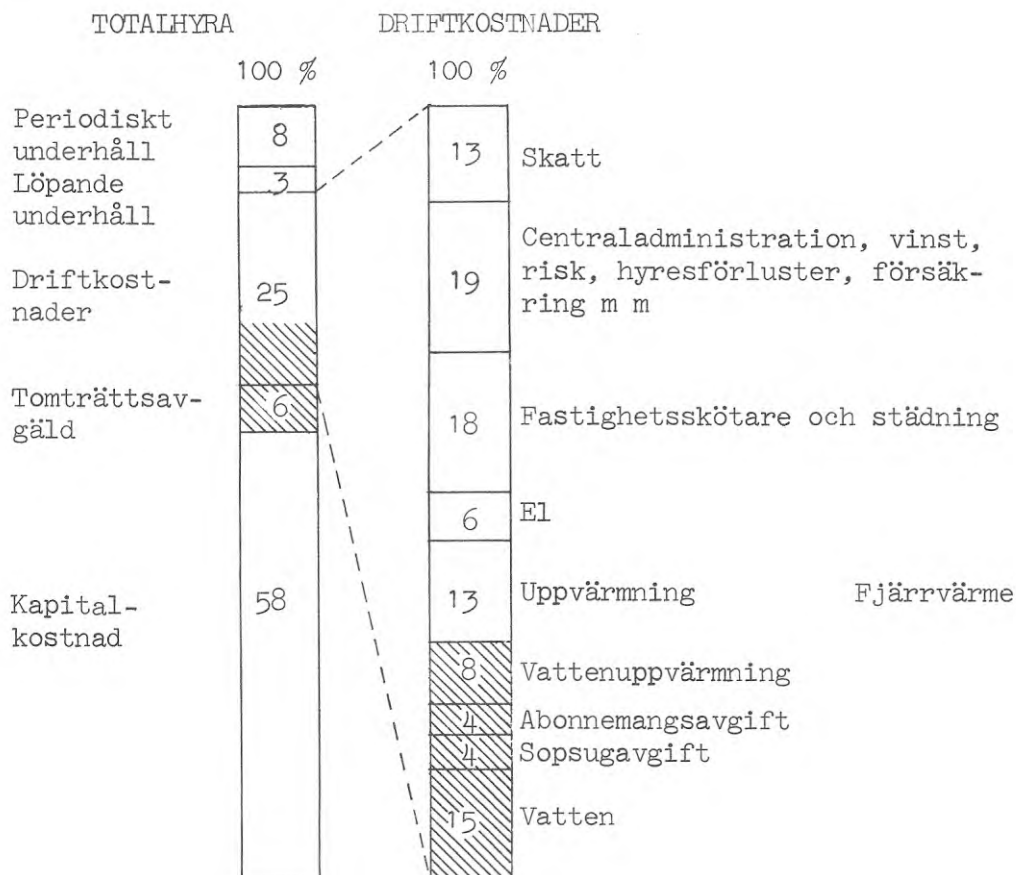 TOTALHYRA
100 %
Periodiskt
underhåll
8
Löpande
underhåll
3
Driftkost-
nader
25
Tomträttsav-
gäld
6
Kapital-
kostnad
58
DRIFTKOSTNADER
100 %
13 Skatt
19 Centraladministration, vinst,
risk, hyresförluster, försäk-
ring m m
18 Fastighetsskötare och städning
6 El
13 Uppvärmning Fjärrvärme
8 Vattenuppvärmning
4 Abonnemangsavgift
4 Sopsugavgift
15 Vatten